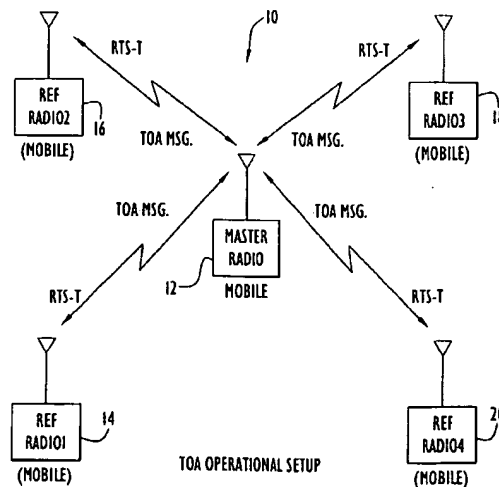 10
RTS-T
RTS-T
REF
RADIO2
16
(MOBILE)
REF
RADIO3
(MOBILE)
TOA MSG.
TOA MSG.
TOA MSG.
TOA MSG.
MASTER
RADIO
12
MOBILE
RTS-T
RTS-T
REF
RADIO1
14
(MOBILE)
REF
RADIO4
(MOBILE)
TOA OPERATIONAL SETUP